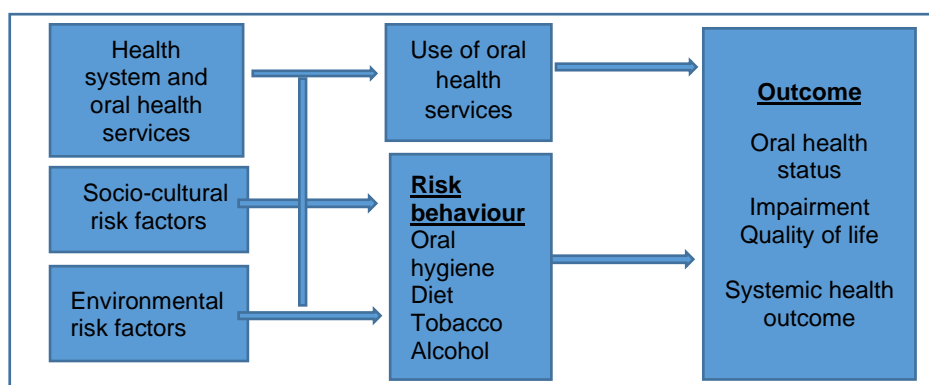 Health
system and
oral health
services
Use of oral
health
services
Outcome
Oral health
status
Impairment
Quality of life
Systemic health
outcome
Socio-cultural
risk factors
Risk
behaviour
Oral
hygiene
Diet
Tobacco
Alcohol
Environmental
risk factors